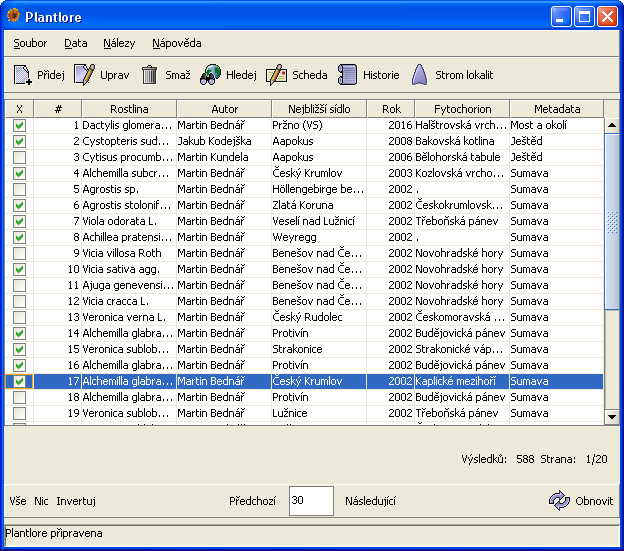 Plantlore
Soubor Data Nálezy Nápověda
Přidej Uprav Smaž Hledej Scheda Historie Strom lokalit
X # Rostlina Autor Nejbližší sídlo Rok Fytochorion Metadata
1 Dactylis glomera... Martin Bednář Pržno (VS) 2016 Halštrovská vrch... Most a okolí
2 Cystopteris sud... Jakub Kodejška Aapokus 2008 Bakovská kotlina Ještěd
3 Cytisus procumb... Martin Kundela Aapokus 2006 Bělohorská tabule Ještěd
4 Alchemilla subcr... Martin Bednář Český Krumlov 2003 Kozlovská vrcho... Sumava
5 Agrostis sp. Martin Bednář Höllengebirge be... 2002 . Sumava
6 Agrostis stolonif... Martin Bednář Zlatá Koruna 2002 Českokrumlovsk... Sumava
7 Viola odorata L. Martin Bednář Veselí nad Lužnicí 2002 Třeboňská pánev Sumava
8 Achillea pratensi... Martin Bednář Weyregg 2002 . Sumava
9 Vicia villosa Roth Martin Bednář Benešov nad Če... 2002 Novohradské hory Sumava
10 Vicia sativa agg. Martin Bednář Benešov nad Če... 2002 Novohradské hory Sumava
11 Ajuga genevensi... Martin Bednář Benešov nad Če... 2002 Novohradské hory Sumava
12 Vicia cracca L. Martin Bednář Benešov nad Če... 2002 Novohradské hory Sumava
13 Veronica verna L. Martin Bednář Český Rudolec 2002 Českomoravská ... Sumava
14 Alchemilla glabra... Martin Bednář Protivín 2002 Budějovická pánev Sumava
15 Veronica sublob... Martin Bednář Strakonice 2002 Strakonické váp... Sumava
16 Alchemilla glabra... Martin Bednář Protivín 2002 Budějovická pánev Sumava
17 Alchemilla glabra... Martin Bednář Český Krumlov 2002 Kaplické mezihoří Sumava
18 Alchemilla glabra... Martin Bednář Protivín 2002 Budějovická pánev Sumava
19 Veronica sublob... Martin Bednář Lužnice 2002 Třeboňská pánev Sumava
Výsledků: 588 Strana: 1/20
Vše Nic Invertuj Předchozí 30 Následující Obnovit
Plantlore připravena